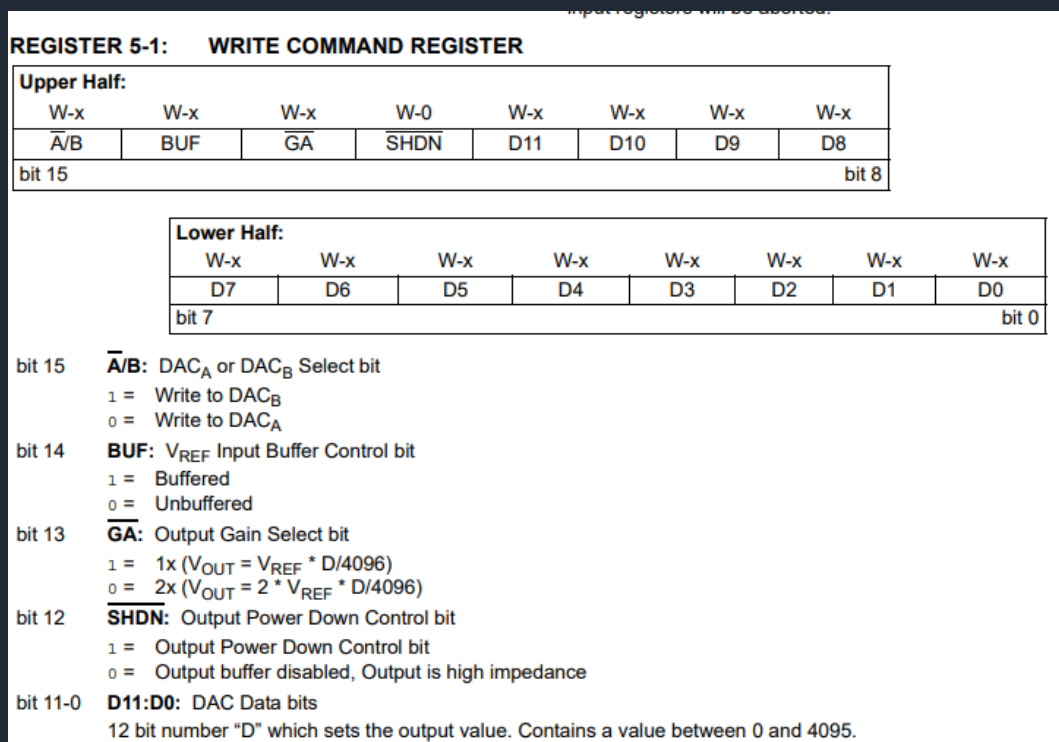 input registers will be aborted.
REGISTER 5-1: WRITE COMMAND REGISTER
Upper Half:
W-x W-x W-x W-0 W-x W-x W-x W-x
A̅/B BUF G̅A̅ S̅H̅D̅N̅ D11 D10 D9 D8
bit 15 bit 8
Lower Half:
W-x W-x W-x W-x W-x W-x W-x W-x
D7 D6 D5 D4 D3 D2 D1 D0
bit 7 bit 0
bit 15 A̅/B: DACA or DACB Select bit
1 = Write to DACB
0 = Write to DACA
bit 14 BUF: VREF Input Buffer Control bit
1 = Buffered
0 = Unbuffered
bit 13 G̅A̅: Output Gain Select bit
1 = 1x (VOUT = VREF * D/4096)
0 = 2x (VOUT = 2 * VREF * D/4096)
bit 12 S̅H̅D̅N̅: Output Power Down Control bit
1 = Output Power Down Control bit
0 = Output buffer disabled, Output is high impedance
bit 11-0 D11:D0: DAC Data bits
12 bit number “D” which sets the output value. Contains a value between 0 and 4095.